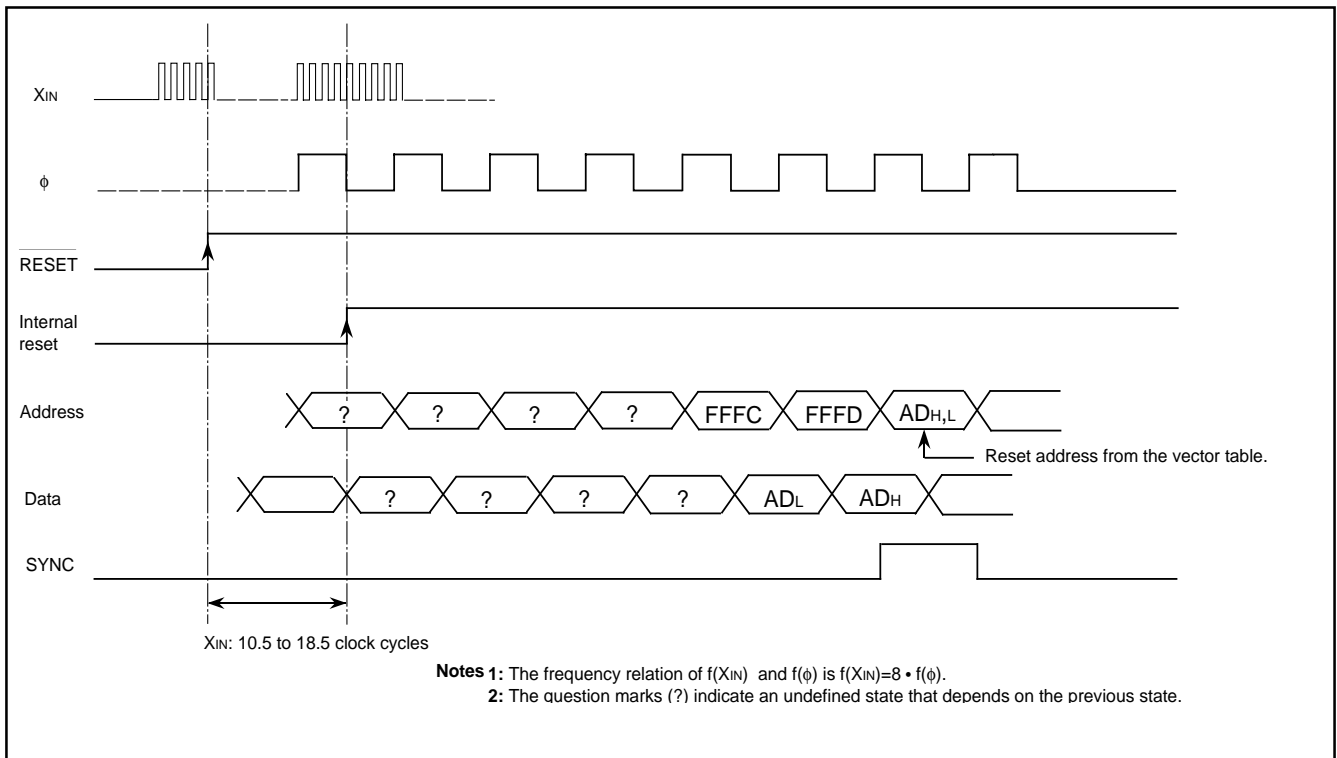 XIN
ϕ
RESET
Internal
reset
Address
? ? ? ? FFFC FFFD ADH,L
Reset address from the vector table.
Data
? ? ? ? ADL ADH
SYNC
XIN: 10.5 to 18.5 clock cycles
Notes 1: The frequency relation of f(XIN) and f(ϕ) is f(XIN)=8 • f(ϕ).
2: The question marks (?) indicate an undefined state that depends on the previous state.